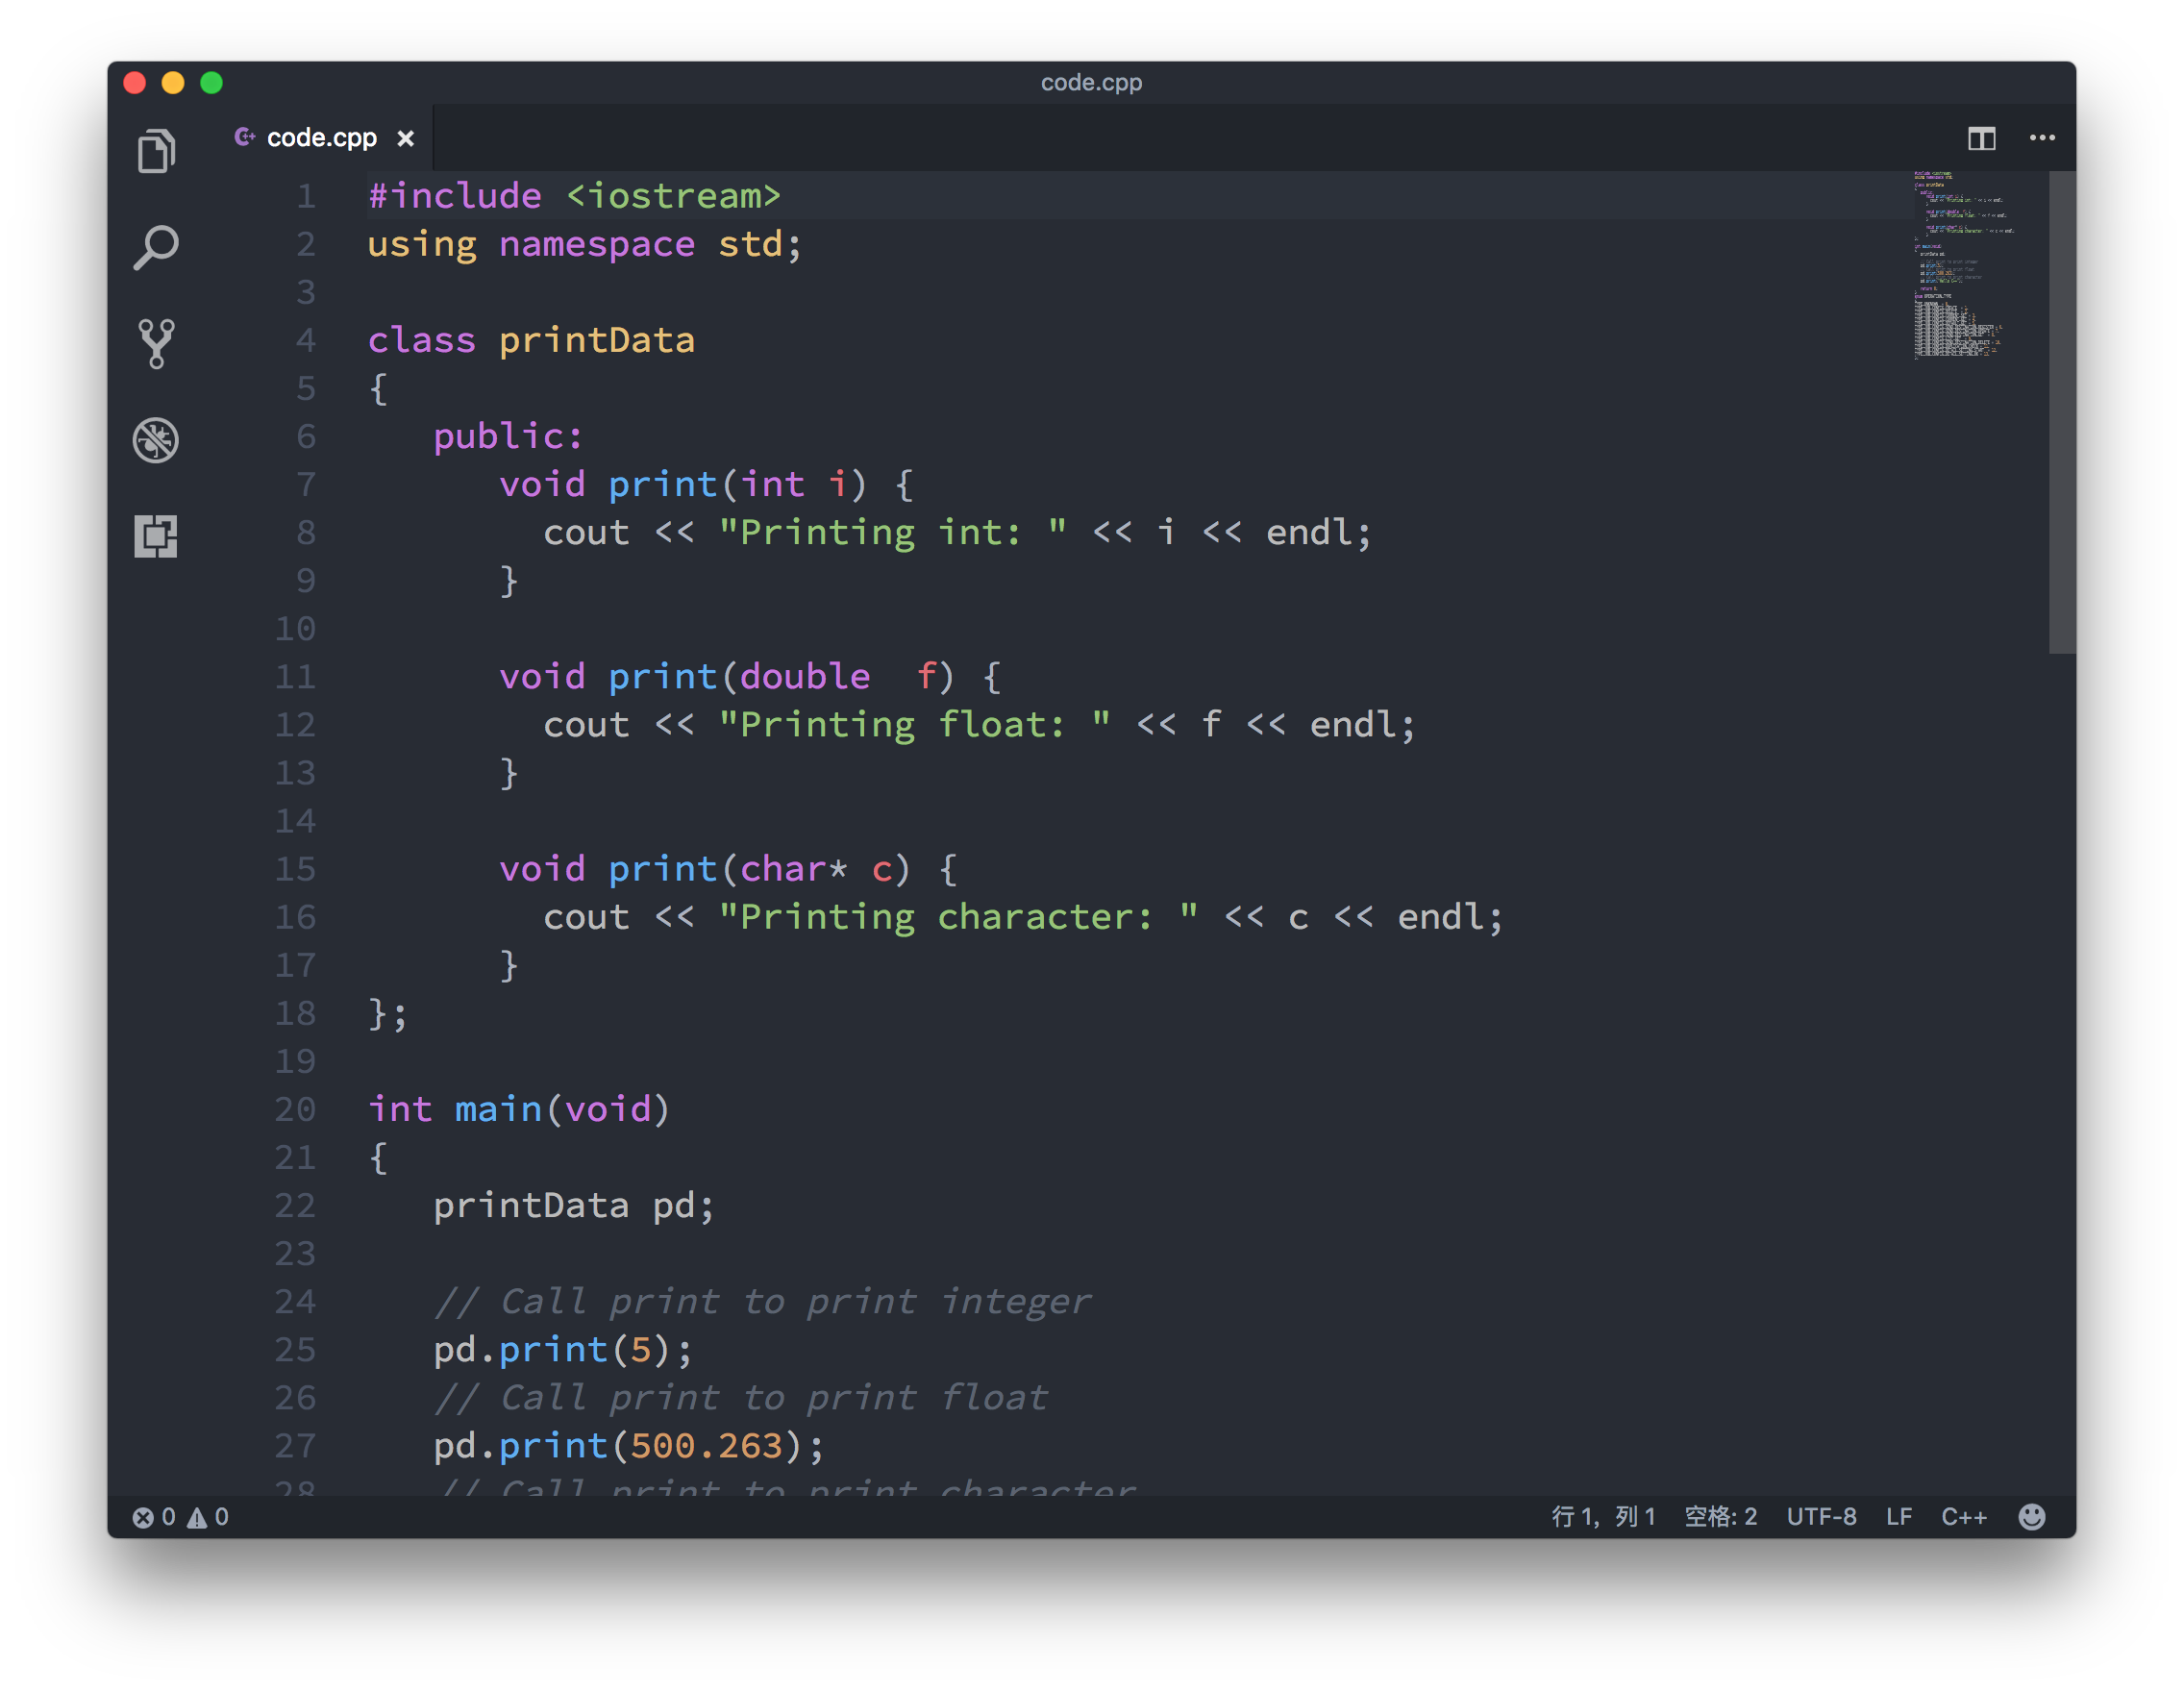 code.cpp
code.cpp
1 #include <iostream>
2 using namespace std;
3
4 class printData
5 {
6    public:
7       void print(int i) {
8         cout << "Printing int: " << i << endl;
9       }
10
11       void print(double  f) {
12         cout << "Printing float: " << f << endl;
13       }
14
15       void print(char* c) {
16         cout << "Printing character: " << c << endl;
17       }
18 };
19
20 int main(void)
21 {
22    printData pd;
23
24    // Call print to print integer
25    pd.print(5);
26    // Call print to print float
27    pd.print(500.263);
28    // Call print to print character
0 0 行 1，列 1 空格: 2 UTF-8 LF C++